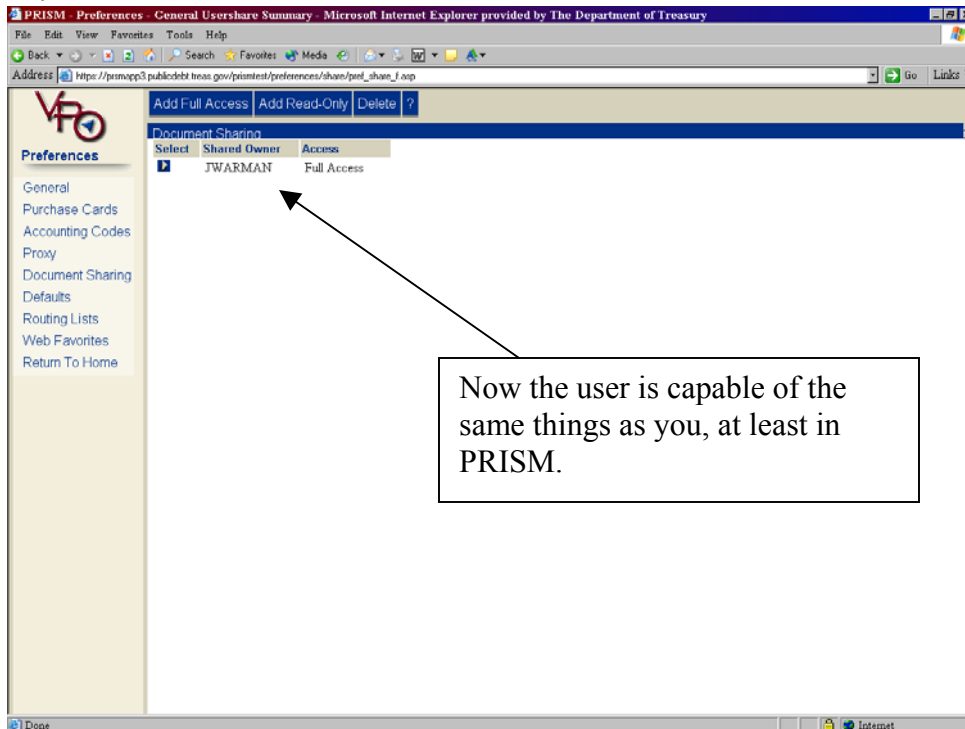 PRISM - Preferences - General Usershare Summary - Microsoft Internet Explorer provided by The Department of Treasury
File Edit View Favorites Tools Help
Back Search Favorites Media
Address https://prismapp3.publicdebt.treas.gov/prismtest/preferences/share/pref_share_f.asp Go Links
VPO
Add Full Access Add Read-Only Delete ?
Document Sharing
Preferences
Select Shared Owner Access
JWARMAN Full Access
General
Purchase Cards
Accounting Codes
Proxy
Document Sharing
Defaults
Routing Lists
Web Favorites
Return To Home
Now the user is capable of the
same things as you, at least in
PRISM.
Done Internet